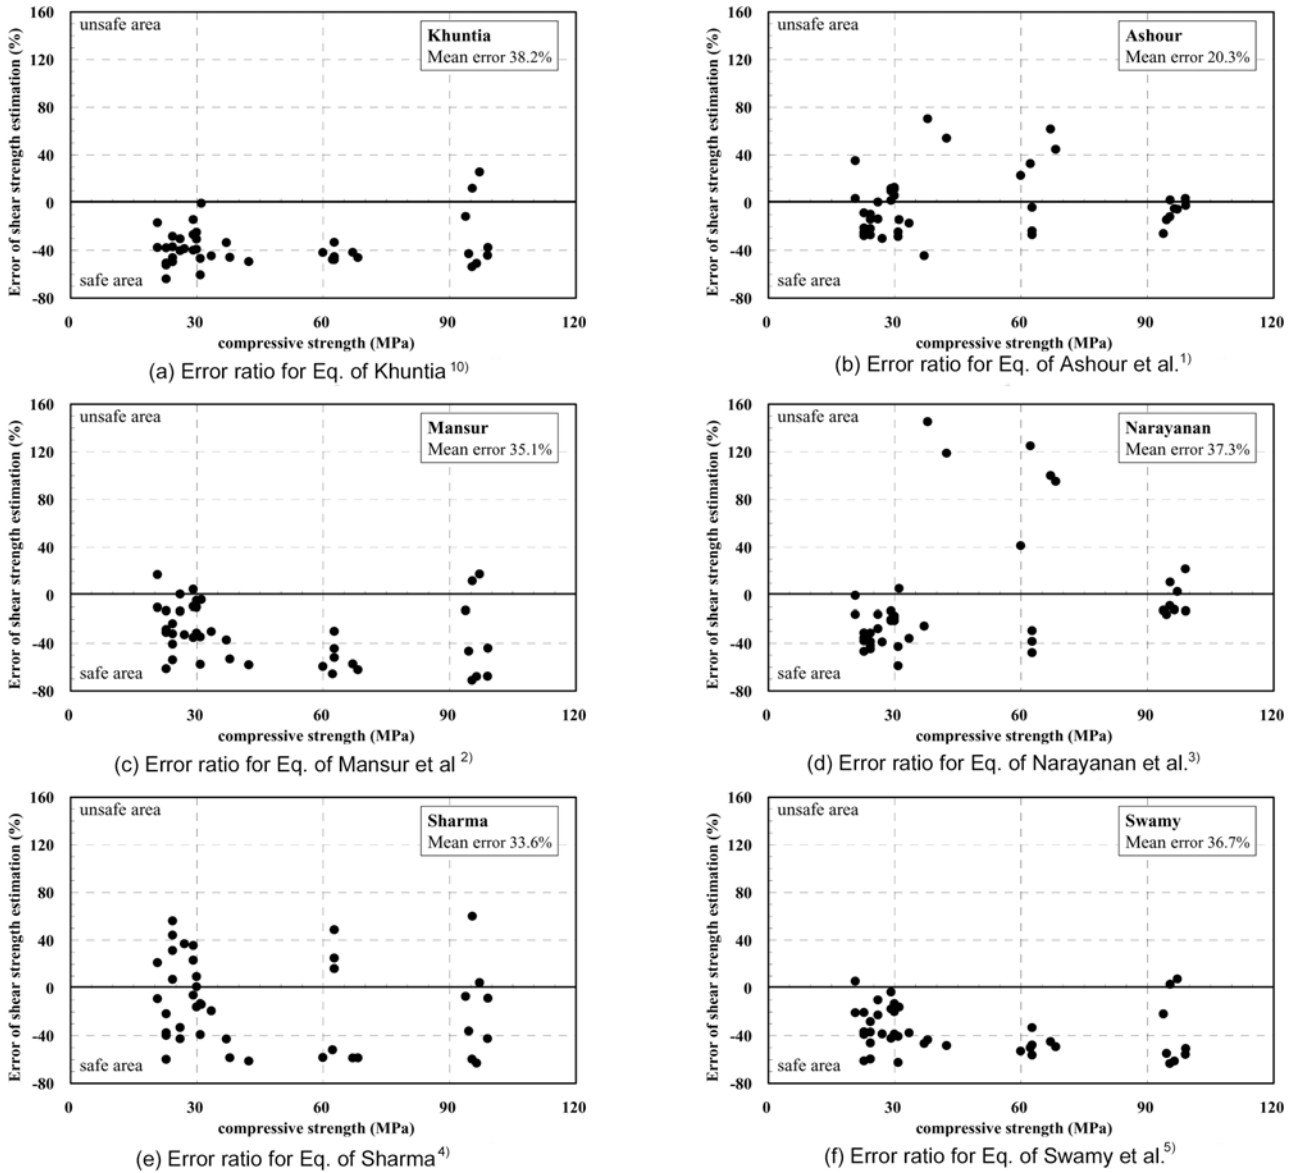 160
unsafe area
Khuntia
Mean error 38.2%
120
80
40
0
-40
-80
safe area
Error of shear strength estimation (%)
0
30
60
90
120
compressive strength (MPa)
(a) Error ratio for Eq. of Khuntia 10)
160
unsafe area
Ashour
Mean error 20.3%
120
80
40
0
-40
-80
safe area
Error of shear strength estimation (%)
0
30
60
90
120
compressive strength (MPa)
(b) Error ratio for Eq. of Ashour et al.1)
160
unsafe area
Mansur
Mean error 35.1%
120
80
40
0
-40
-80
safe area
Error of shear strength estimation (%)
0
30
60
90
120
compressive strength (MPa)
(c) Error ratio for Eq. of Mansur et al 2)
160
unsafe area
Narayanan
Mean error 37.3%
120
80
40
0
-40
-80
safe area
Error of shear strength estimation (%)
0
30
60
90
120
compressive strength (MPa)
(d) Error ratio for Eq. of Narayanan et al.3)
160
unsafe area
Sharma
Mean error 33.6%
120
80
40
0
-40
-80
safe area
Error of shear strength estimation (%)
0
30
60
90
120
compressive strength (MPa)
(e) Error ratio for Eq. of Sharma4)
160
unsafe area
Swamy
Mean error 36.7%
120
80
40
0
-40
-80
safe area
Error of shear strength estimation (%)
0
30
60
90
120
compressive strength (MPa)
(f) Error ratio for Eq. of Swamy et al.5)